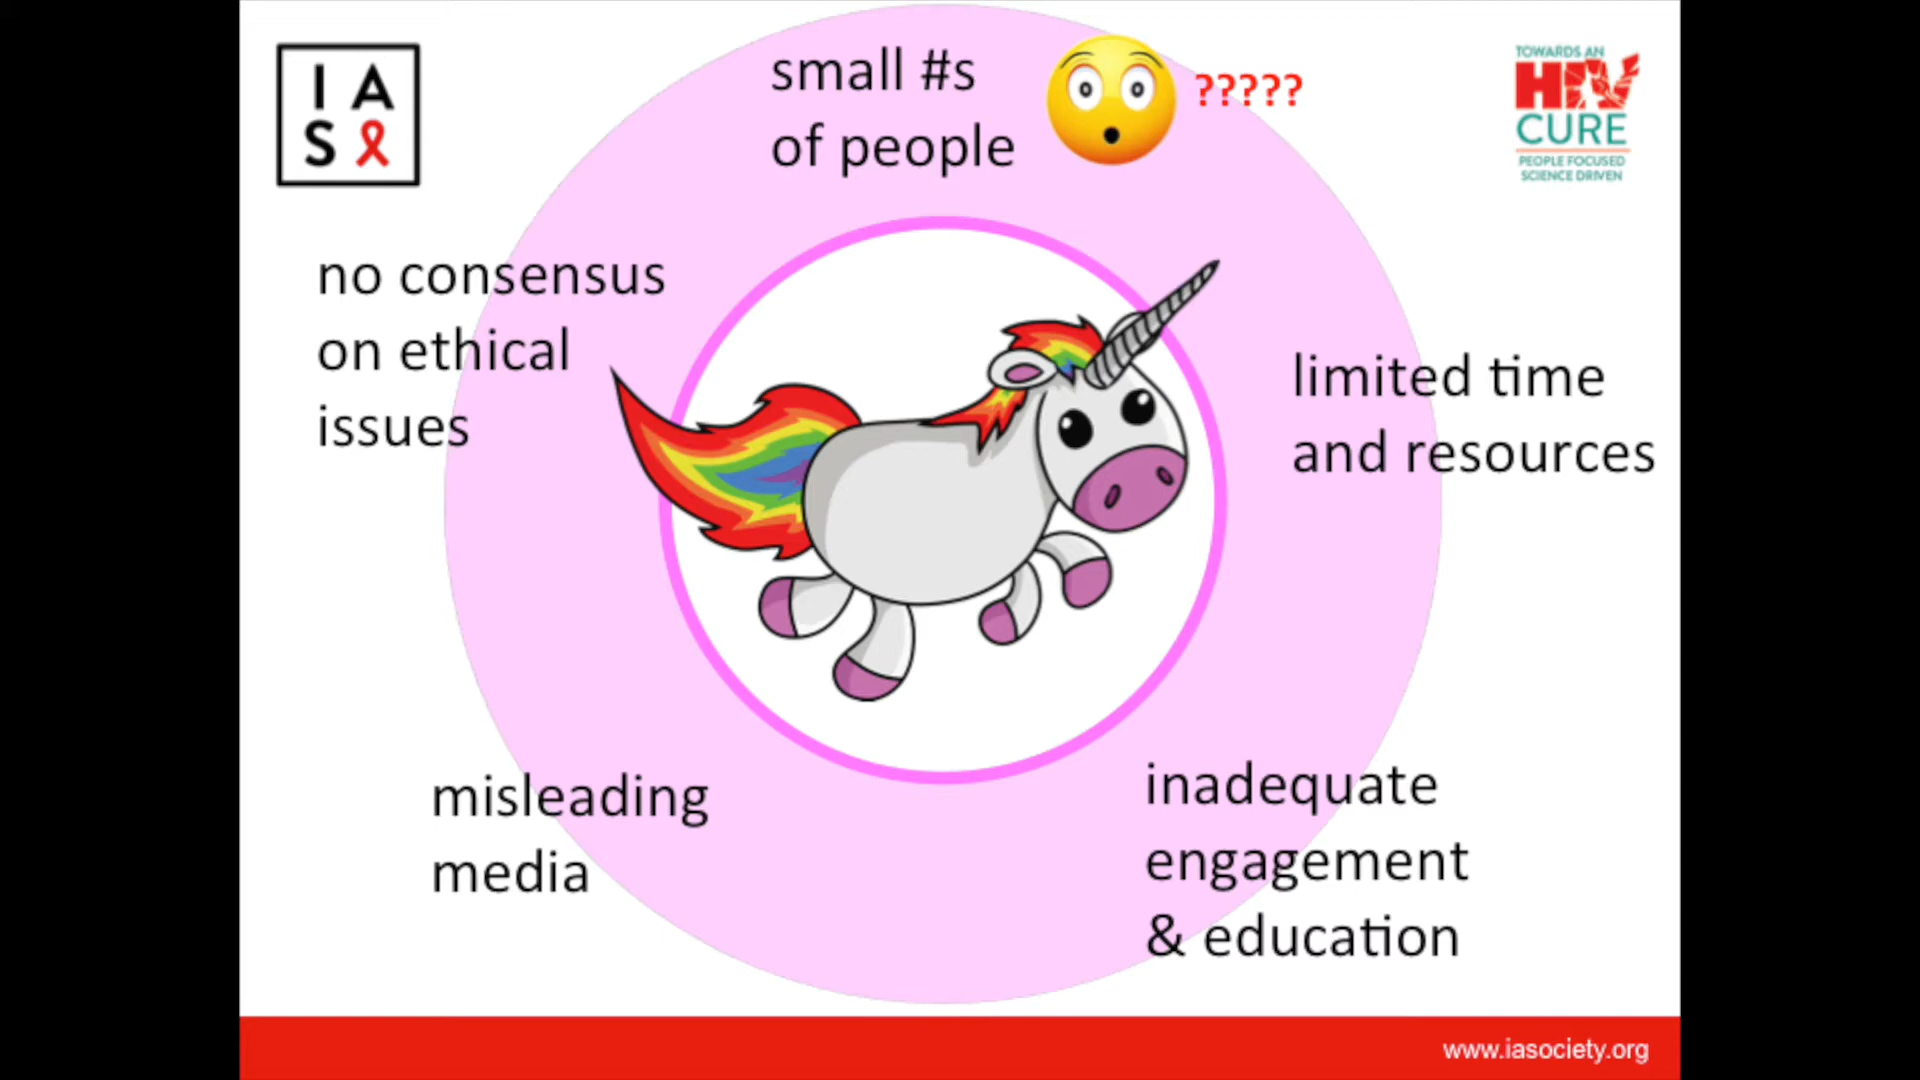 I A
S
small #s
of people
?????
TOWARDS AN
HIV
CURE
PEOPLE FOCUSED
SCIENCE DRIVEN
no consensus
on ethical
issues
limited time
and resources
misleading
media
inadequate
engagement
& education
www.iasociety.org